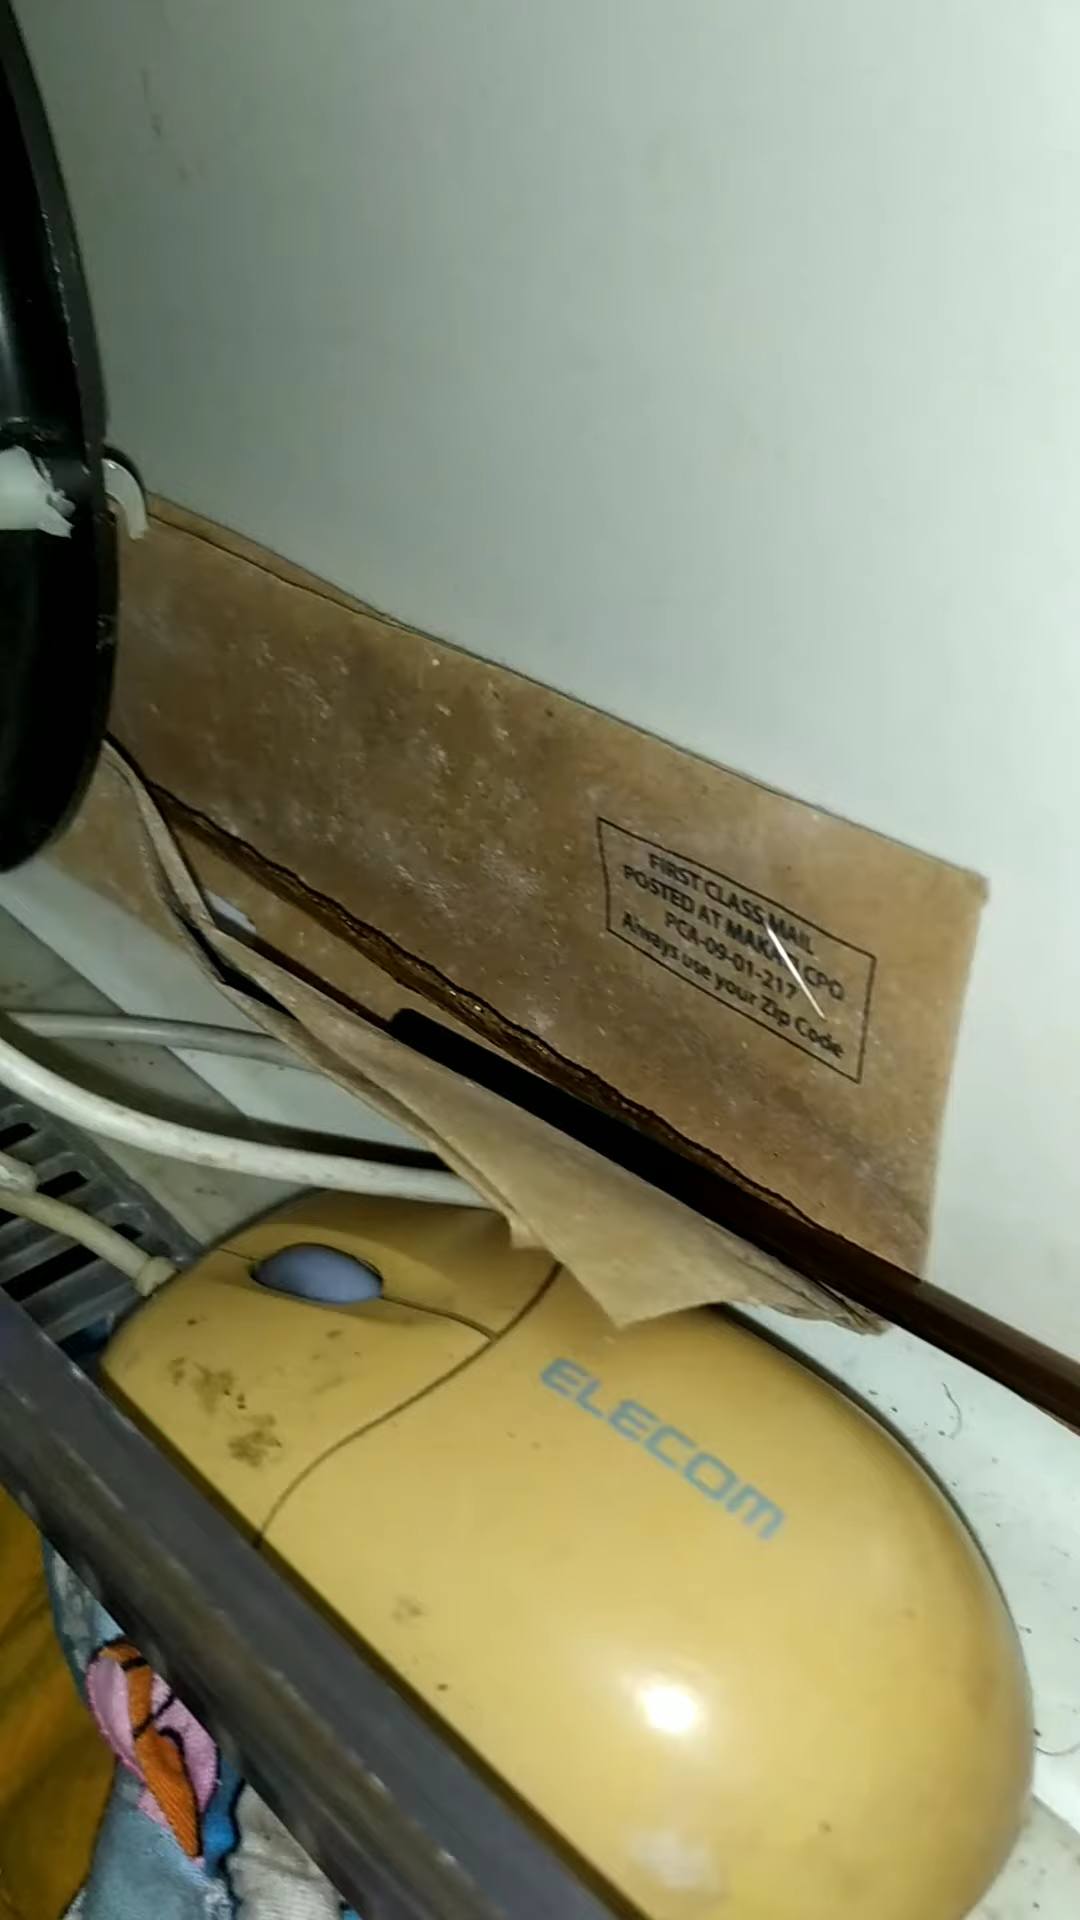 FIRST CLASS MAIL
POSTED AT MAKATI CPO
PCA-09-01-217
Always use your Zip Code
ELECOM